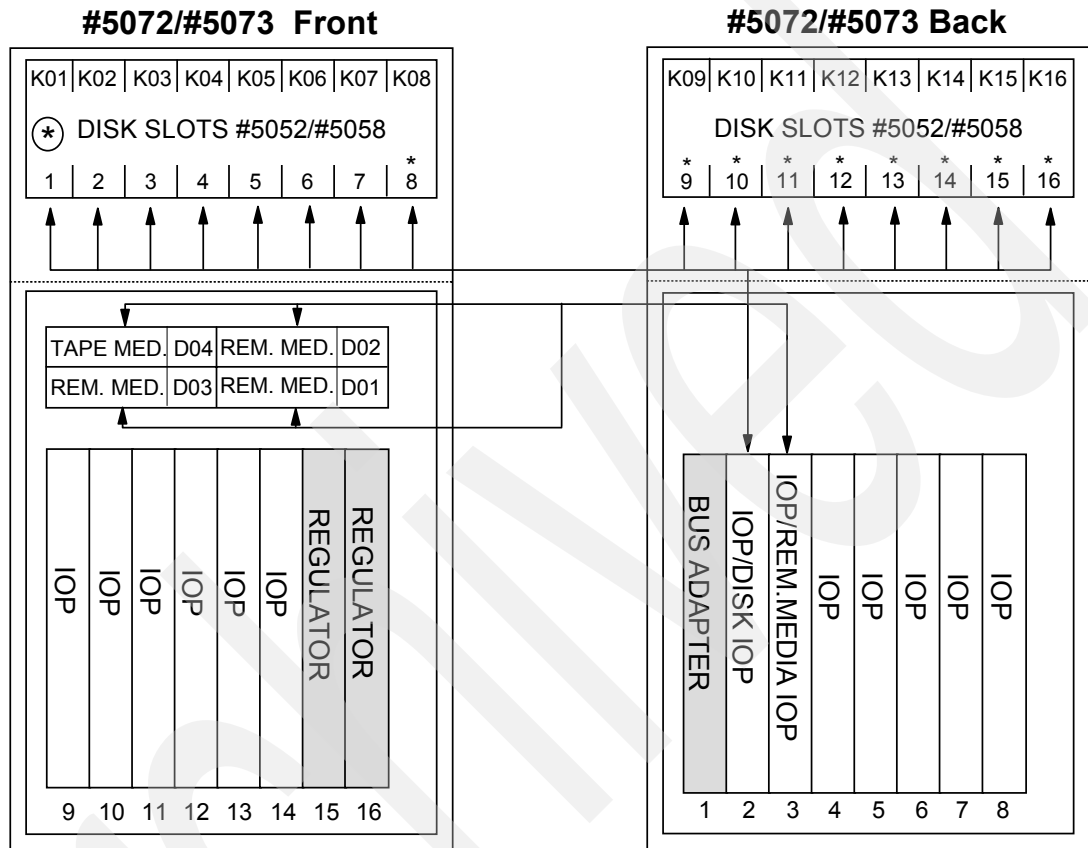 #5072/#5073 Front
K01 K02 K03 K04 K05 K06 K07 K08
* DISK SLOTS #5052/#5058
*
1 2 3 4 5 6 7 8
TAPE MED. D04 REM. MED. D02
REM. MED. D03 REM. MED. D01
IOP IOP IOP IOP IOP IOP REGULATOR REGULATOR
9 10 11 12 13 14 15 16
#5072/#5073 Back
K09 K10 K11 K12 K13 K14 K15 K16
DISK SLOTS #5052/#5058
* * * * * * * *
9 10 11 12 13 14 15 16
BUS ADAPTER IOP/DISK IOP IOP/REM.MEDIA IOP IOP IOP IOP IOP IOP
1 2 3 4 5 6 7 8